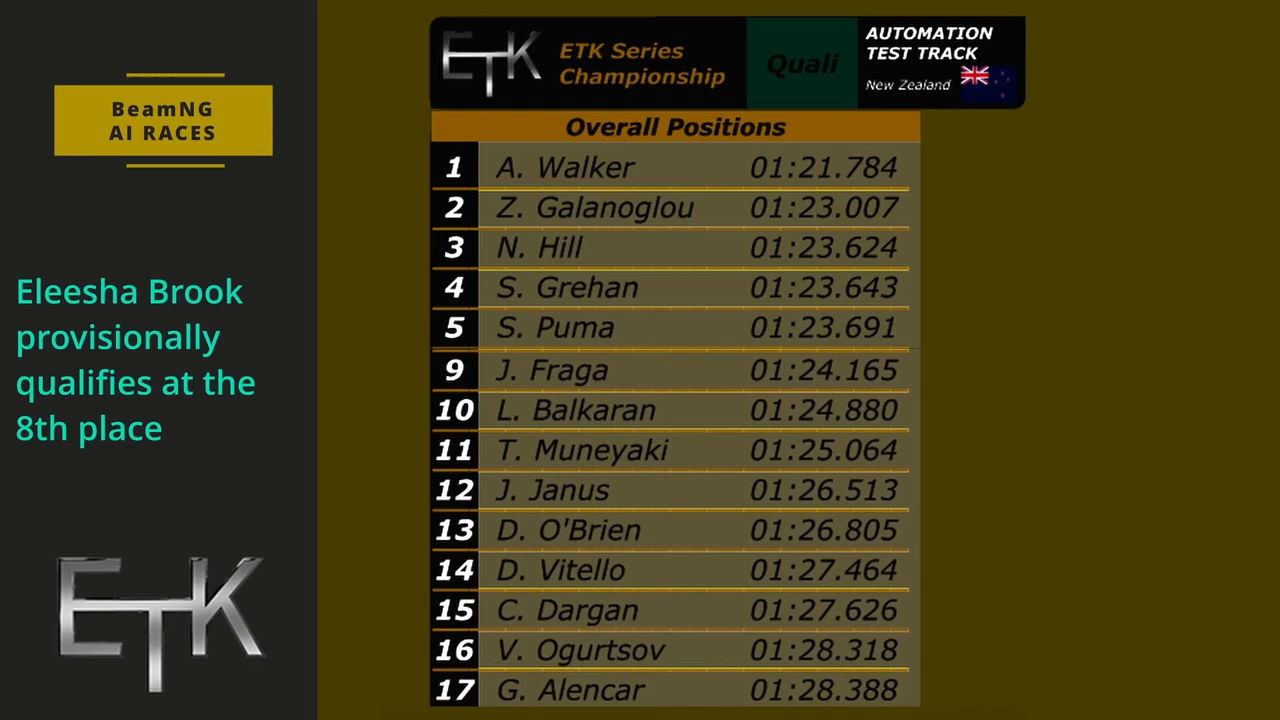 BeamNG
AI RACES
Eleesha Brook
provisionally
qualifies at the
8th place
ETK
ETK
ETK Series
Championship
Quali
AUTOMATION
TEST TRACK
New Zealand
Overall Positions
1 A. Walker 01:21.784
2 Z. Galanoglou 01:23.007
3 N. Hill 01:23.624
4 S. Grehan 01:23.643
5 S. Puma 01:23.691
9 J. Fraga 01:24.165
10 L. Balkaran 01:24.880
11 T. Muneyaki 01:25.064
12 J. Janus 01:26.513
13 D. O'Brien 01:26.805
14 D. Vitello 01:27.464
15 C. Dargan 01:27.626
16 V. Ogurtsov 01:28.318
17 G. Alencar 01:28.388